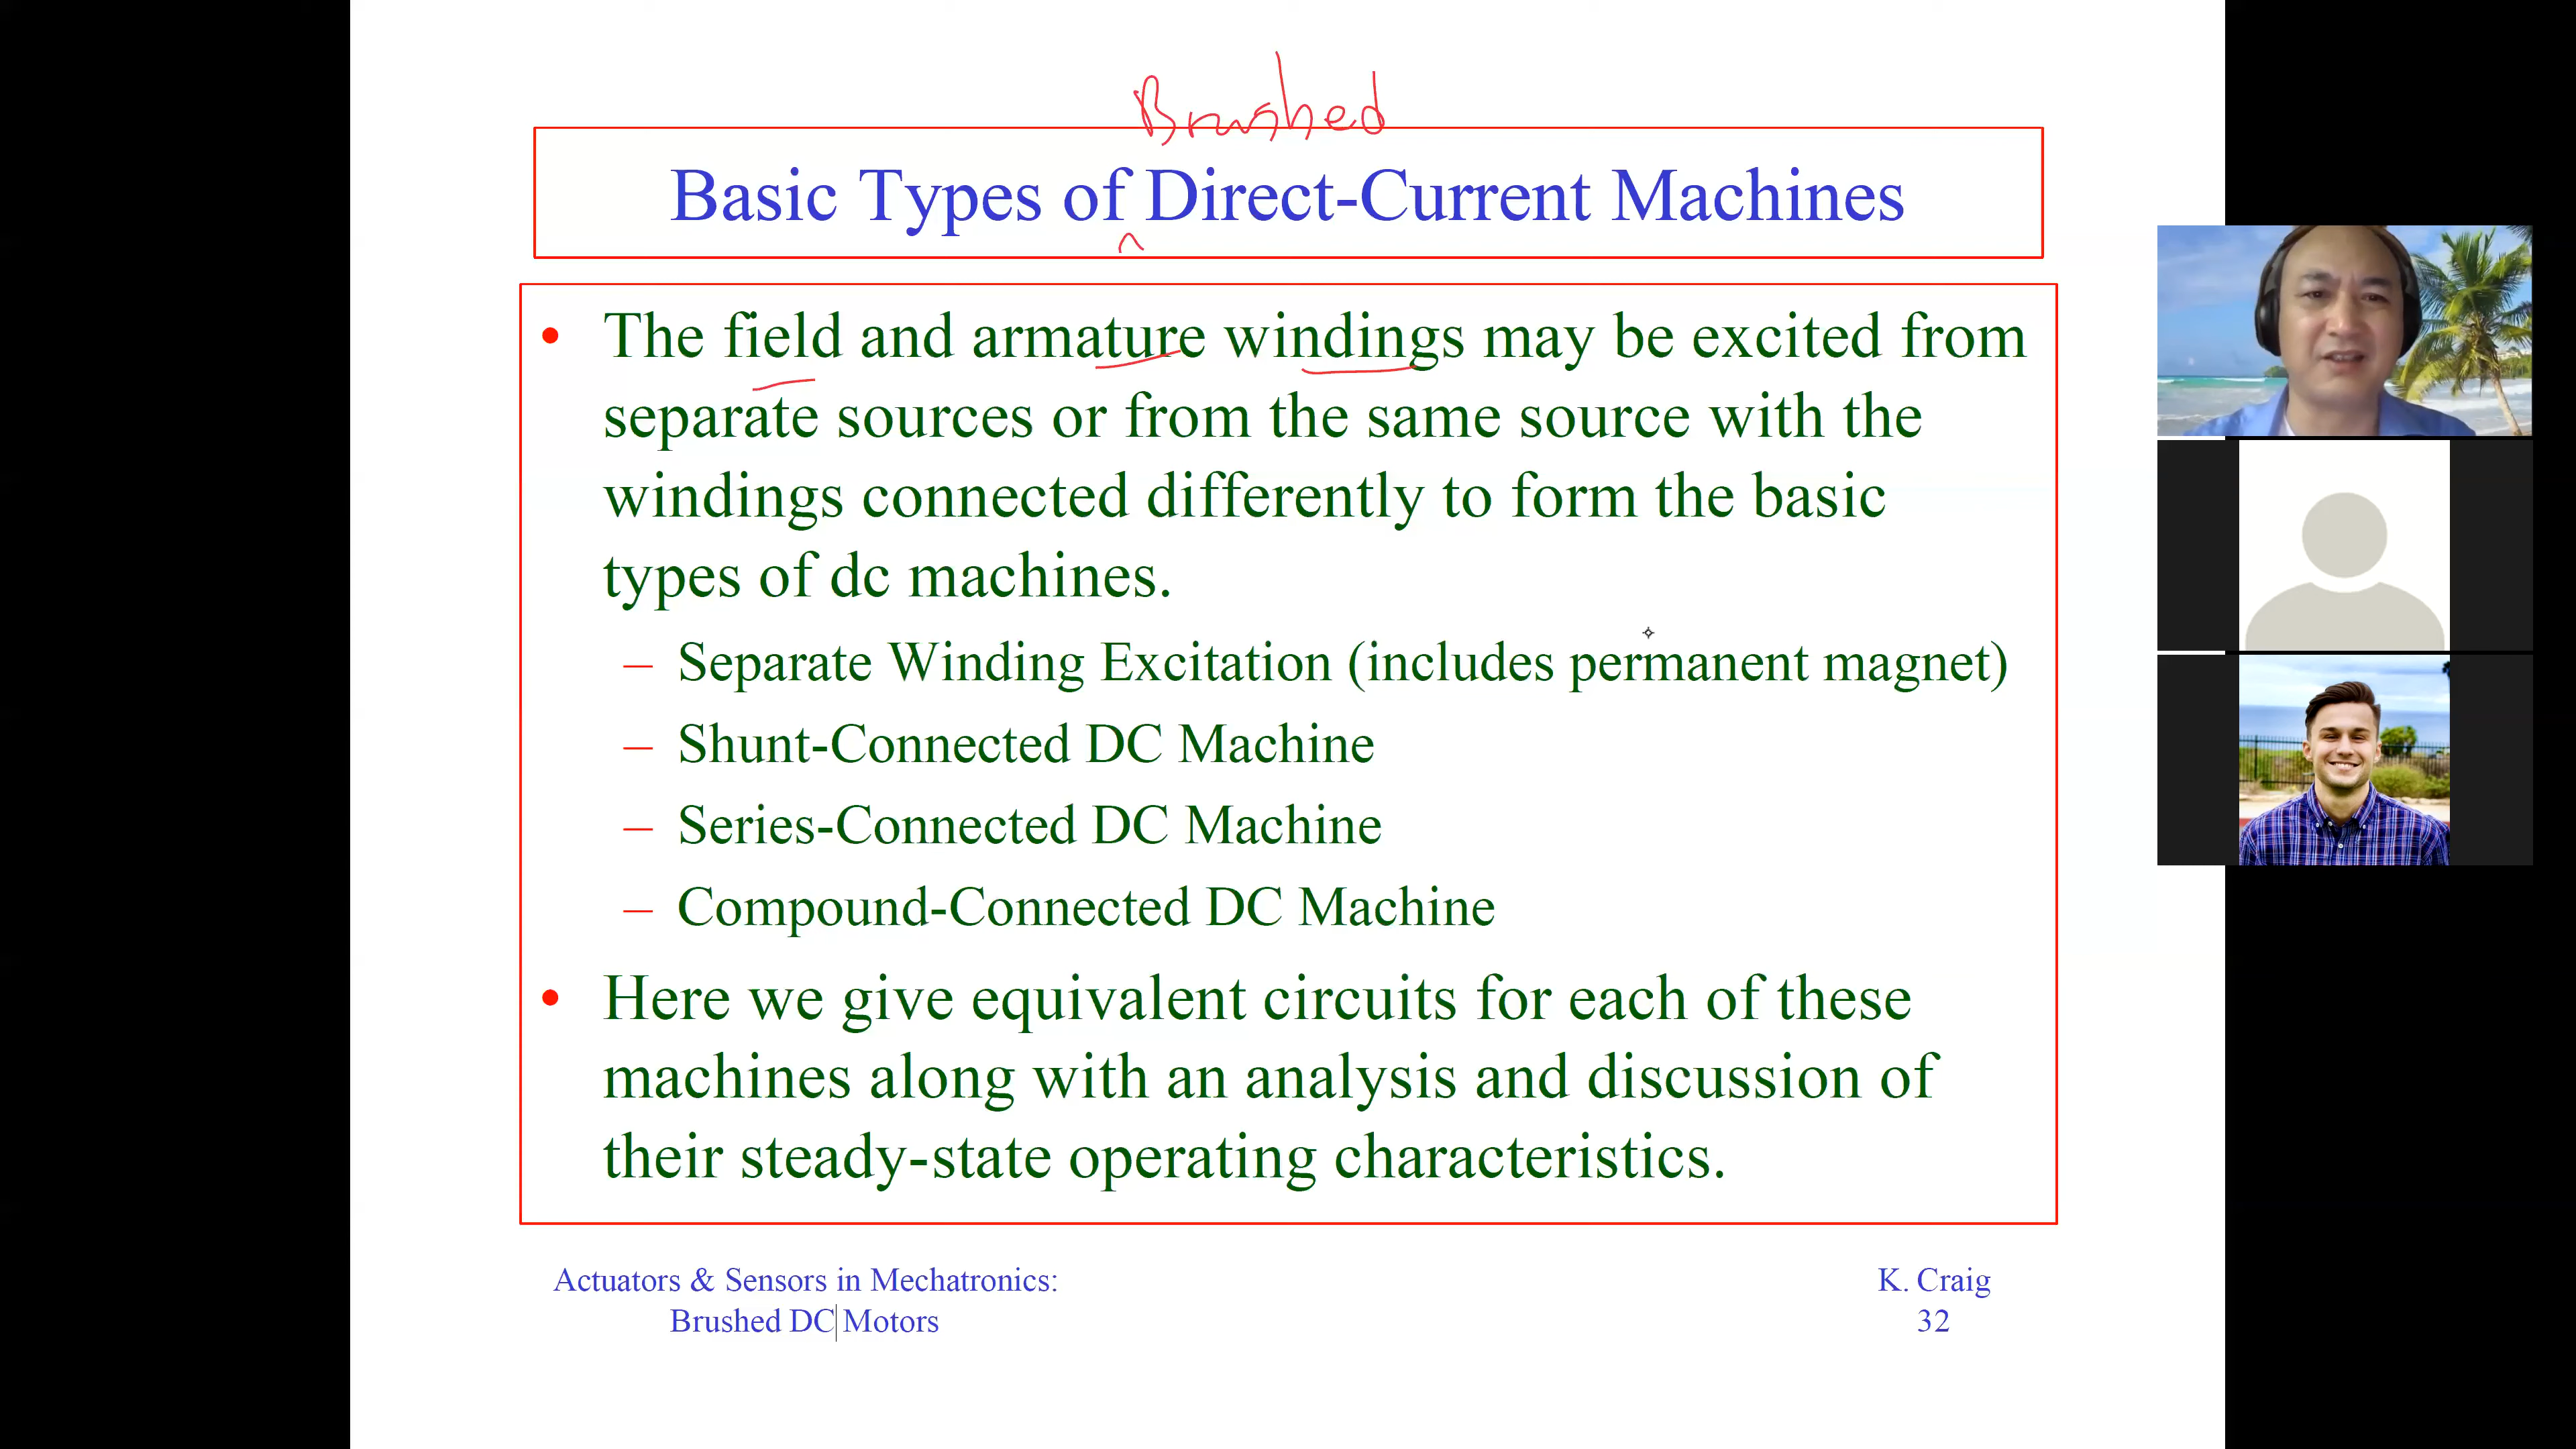 Brushed
Basic Types of Direct-Current Machines
^
• The field and armature windings may be excited from
separate sources or from the same source with the
windings connected differently to form the basic
types of dc machines.
– Separate Winding Excitation (includes permanent magnet)
– Shunt-Connected DC Machine
– Series-Connected DC Machine
– Compound-Connected DC Machine
• Here we give equivalent circuits for each of these
machines along with an analysis and discussion of
their steady-state operating characteristics.
Actuators & Sensors in Mechatronics:
Brushed DC Motors
K. Craig
32